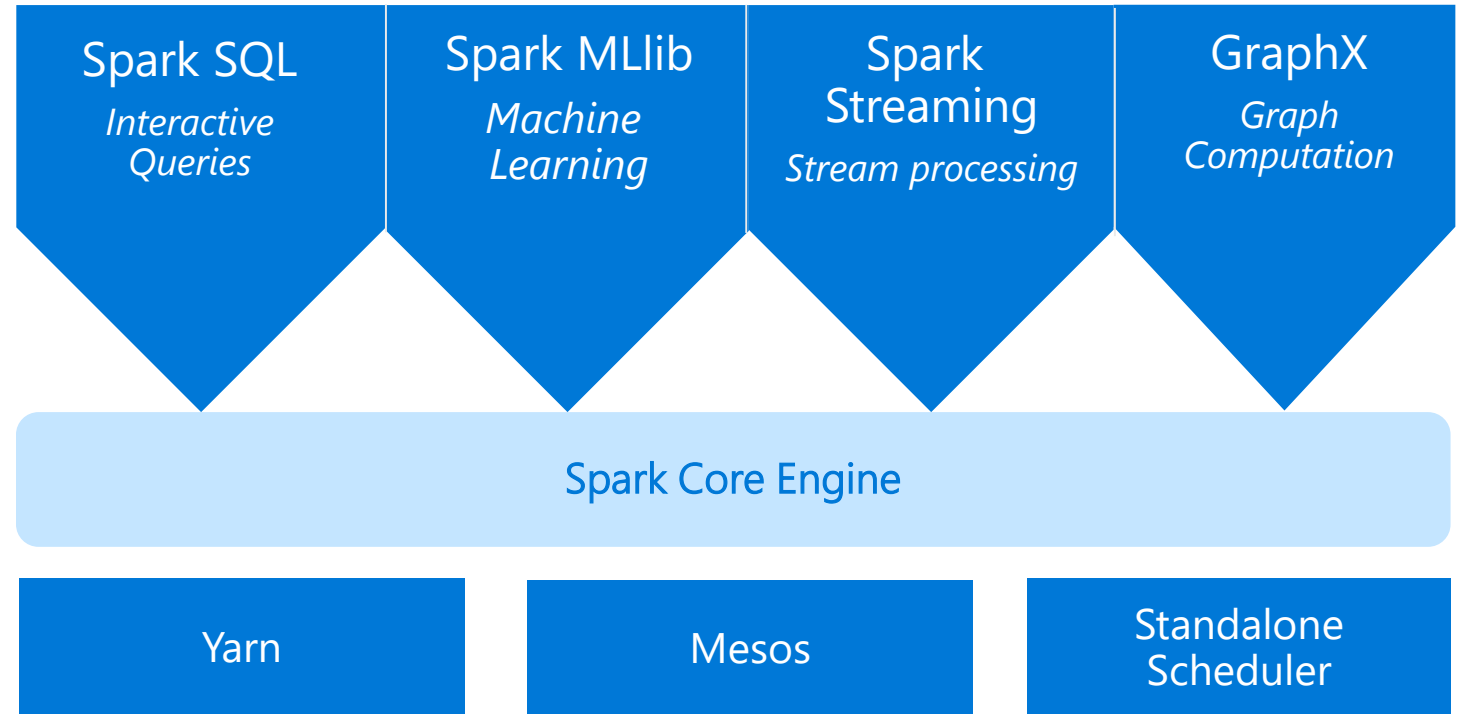 Spark SQL
Interactive
Queries
Spark MLlib
Machine
Learning
Spark
Streaming
Stream processing
GraphX
Graph
Computation
Spark Core Engine
Yarn
Mesos
Standalone
Scheduler